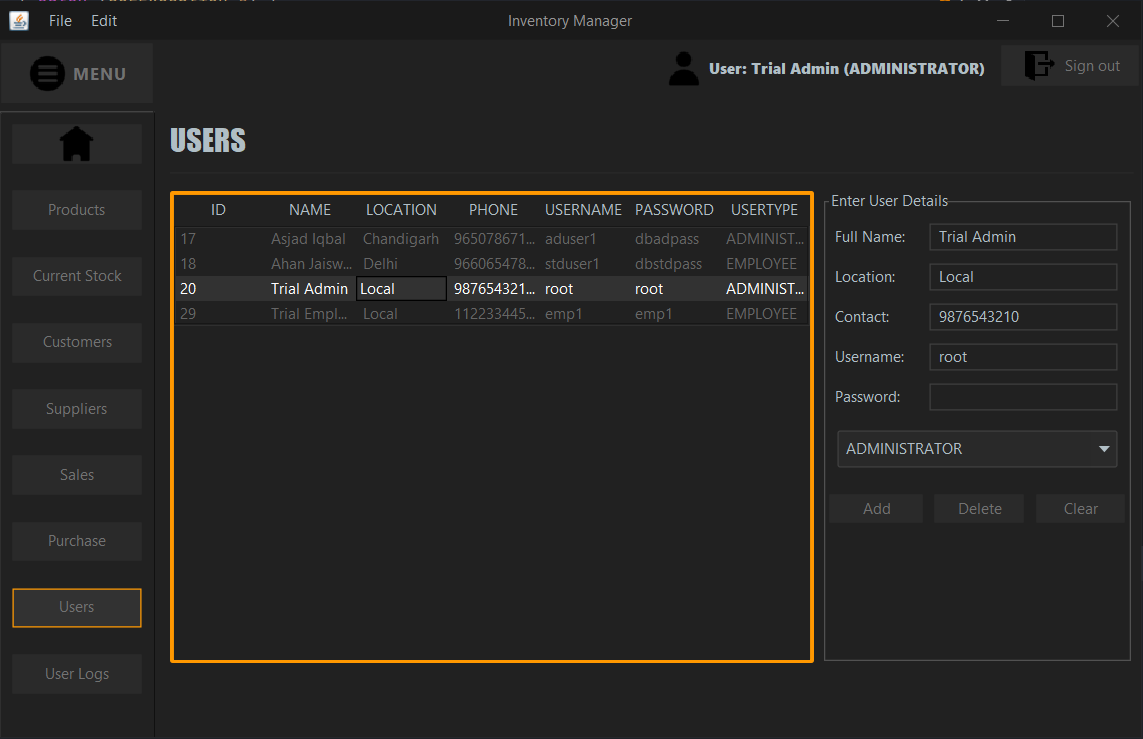 File Edit Inventory Manager
MENU
User: Trial Admin (ADMINISTRATOR)
Sign out
USERS
Products
Current Stock
Customers
Suppliers
Sales
Purchase
Users
User Logs
ID NAME LOCATION PHONE USERNAME PASSWORD USERTYPE
17 Asjad Iqbal Chandigarh 965078671... aduser1 dbadpass ADMINIST...
18 Ahan Jaisw... Delhi 966065478... stduser1 dbstdpass EMPLOYEE
20 Trial Admin Local 987654321... root root ADMINIST...
29 Trial Empl... Local 112233445... emp1 emp1 EMPLOYEE
Enter User Details
Full Name: Trial Admin
Location: Local
Contact: 9876543210
Username: root
Password:
ADMINISTRATOR
Add Delete Clear